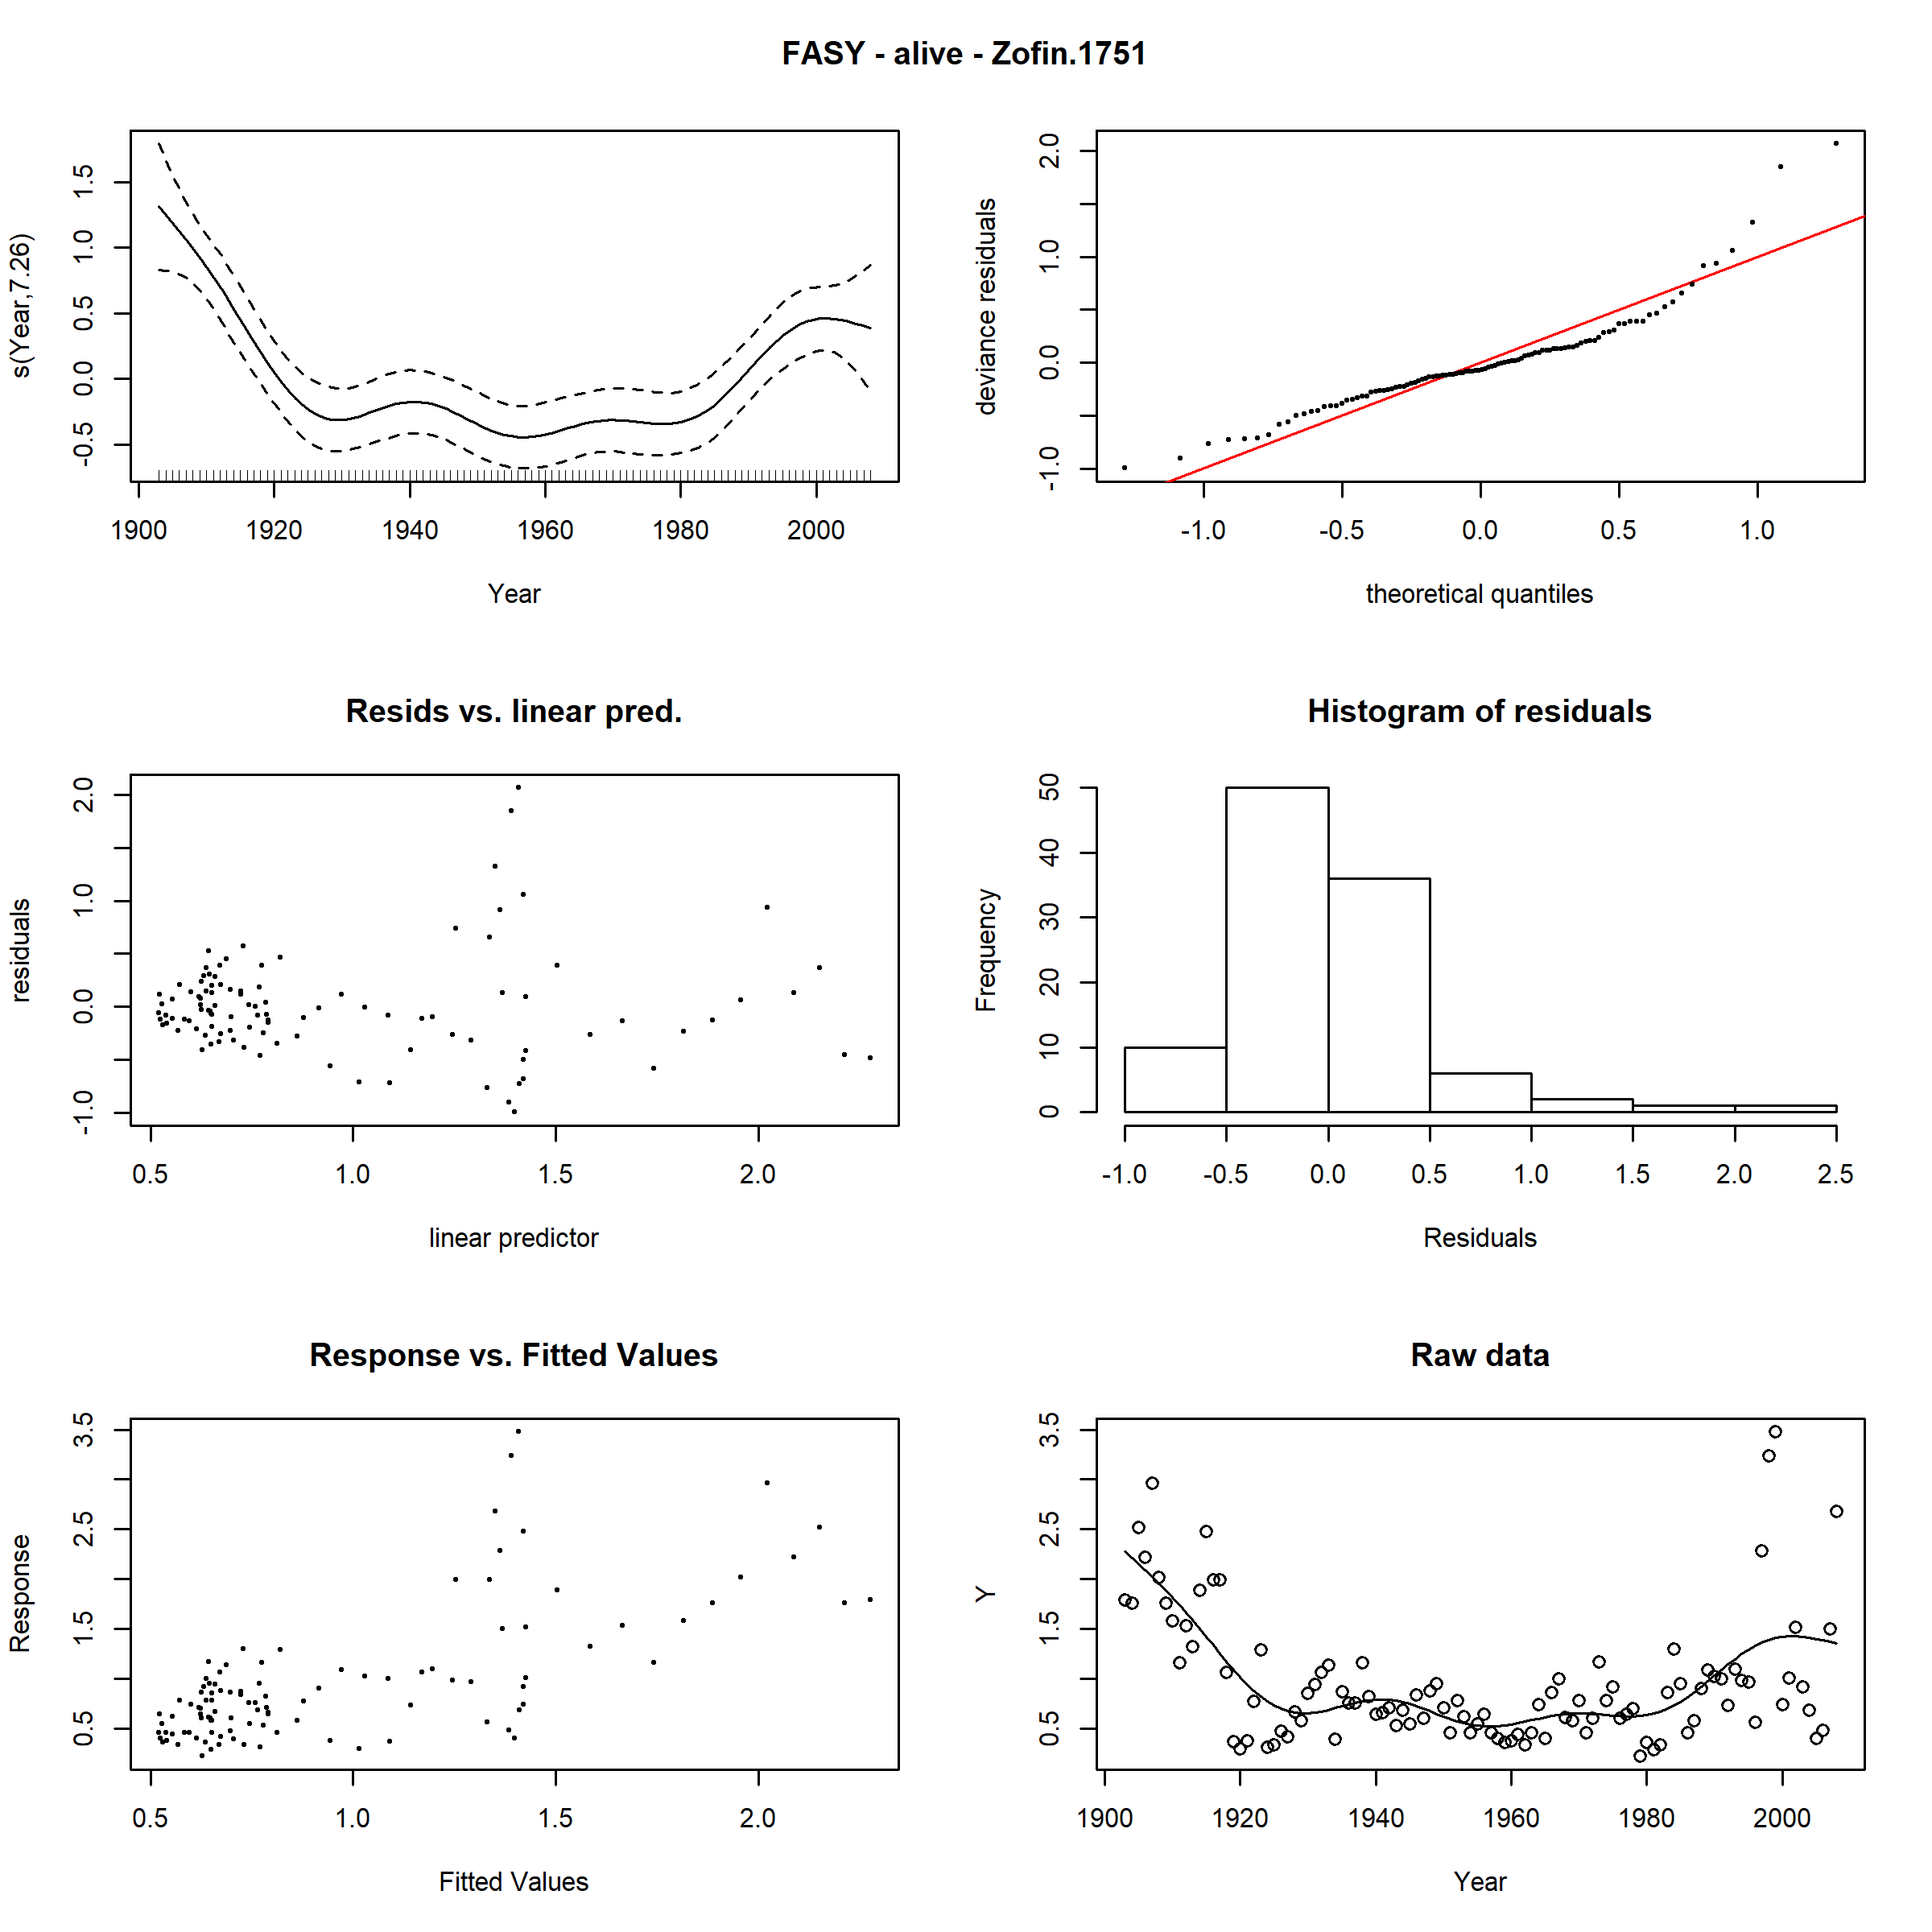 FASY - alive - Zofin.1751
s(Year,7.26)
1.5
1.0
0.5
0.0
-0.5
1900 1920 1940 1960 1980 2000
Year
deviance residuals
2.0
1.0
0.0
-1.0
-1.0 -0.5 0.0 0.5 1.0
theoretical quantiles
Resids vs. linear pred.
residuals
2.0
1.0
0.0
-1.0
0.5 1.0 1.5 2.0
linear predictor
Histogram of residuals
Frequency
50
40
30
20
10
0
-1.0 -0.5 0.0 0.5 1.0 1.5 2.0 2.5
Residuals
Response vs. Fitted Values
Response
3.5
2.5
1.5
0.5
0.5 1.0 1.5 2.0
Fitted Values
Raw data
Y
3.5
2.5
1.5
0.5
1900 1920 1940 1960 1980 2000
Year